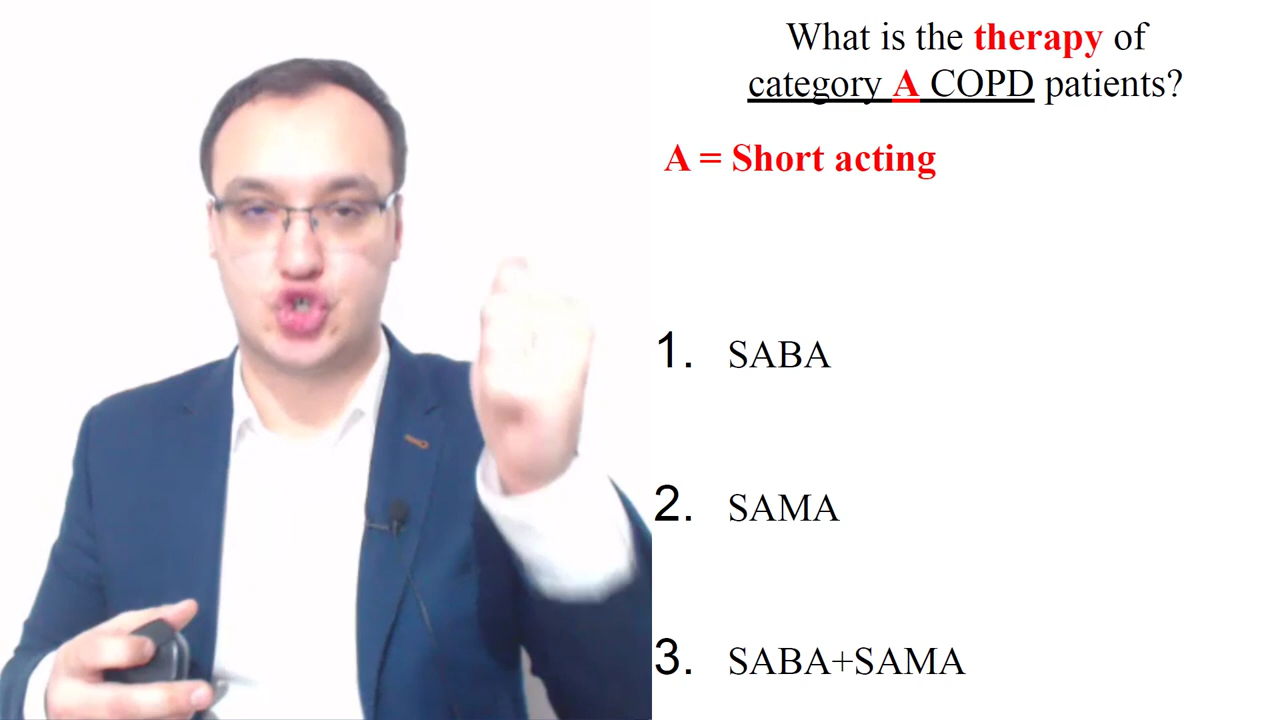 What is the therapy of
category A COPD patients?
A = Short acting
1. SABA
2. SAMA
3. SABA+SAMA